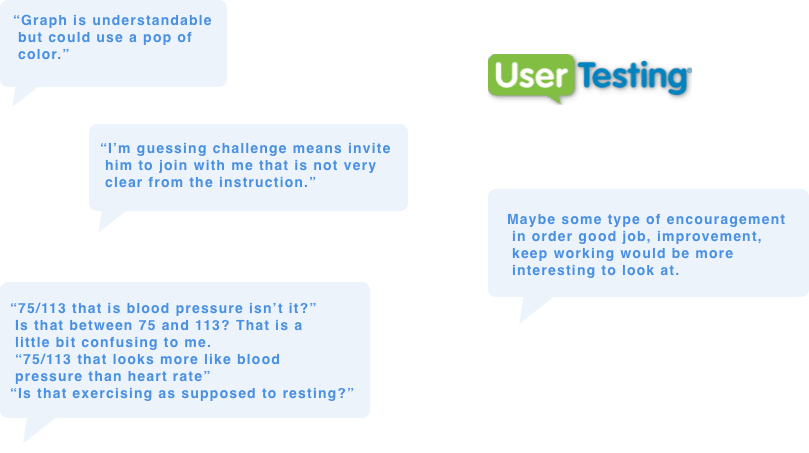 “Graph is understandable
but could use a pop of
color.”
UserTesting®
“I’m guessing challenge means invite
him to join with me that is not very
clear from the instruction.”
Maybe some type of encouragement
in order good job, improvement,
keep working would be more
interesting to look at.
“75/113 that is blood pressure isn’t it?”
Is that between 75 and 113? That is a
little bit confusing to me.
“75/113 that looks more like blood
pressure than heart rate”
“Is that exercising as supposed to resting?”